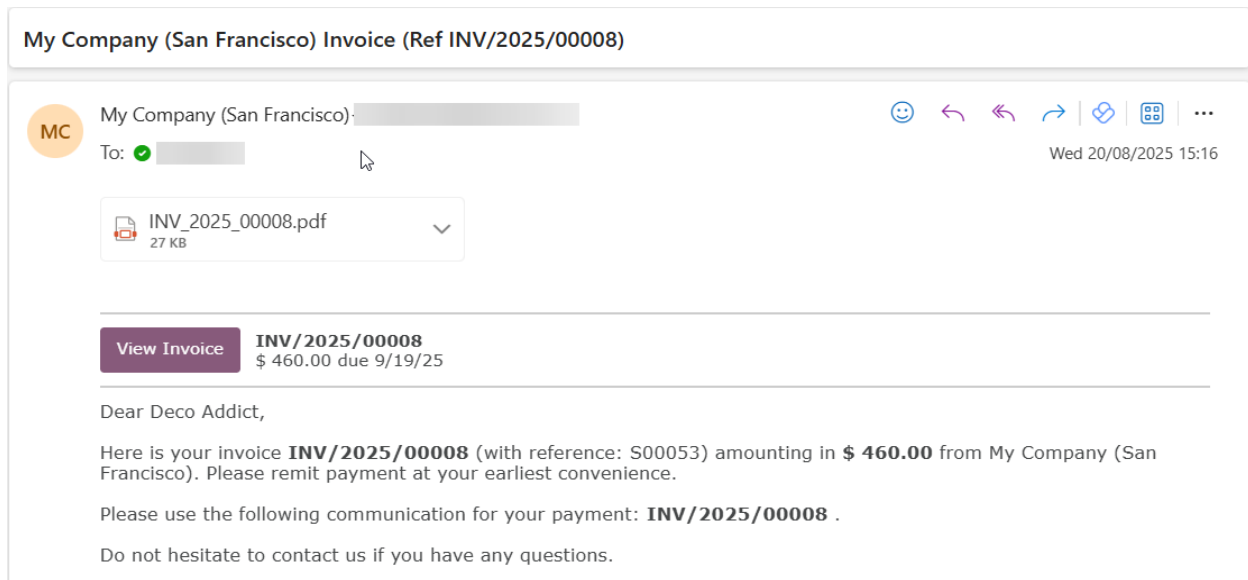 My Company (San Francisco) Invoice (Ref INV/2025/00008)
MC
My Company (San Francisco)
To:
Wed 20/08/2025 15:16
INV_2025_00008.pdf
27 KB
View Invoice
INV/2025/00008
$ 460.00 due 9/19/25
Dear Deco Addict,
Here is your invoice INV/2025/00008 (with reference: S00053) amounting in $ 460.00 from My Company (San
Francisco). Please remit payment at your earliest convenience.
Please use the following communication for your payment: INV/2025/00008 .
Do not hesitate to contact us if you have any questions.